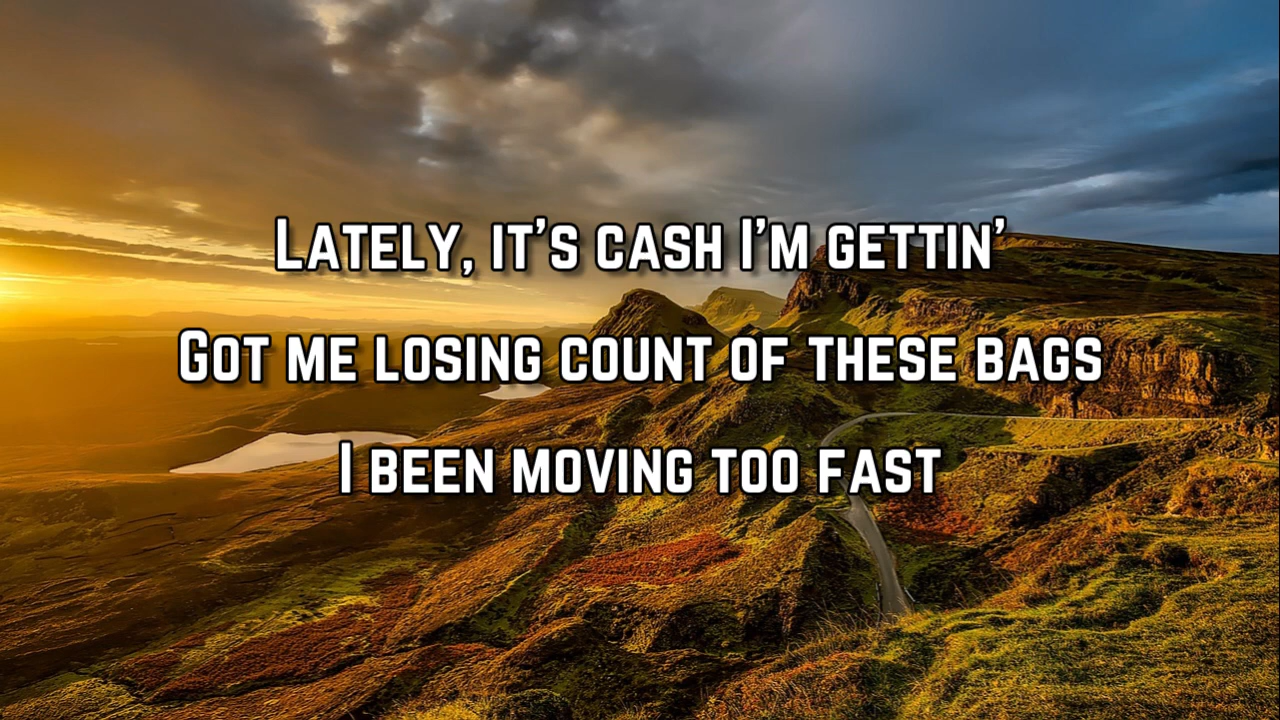 Lately, it's cash I'm gettin'
Got me losing count of these bags
I been moving too fast